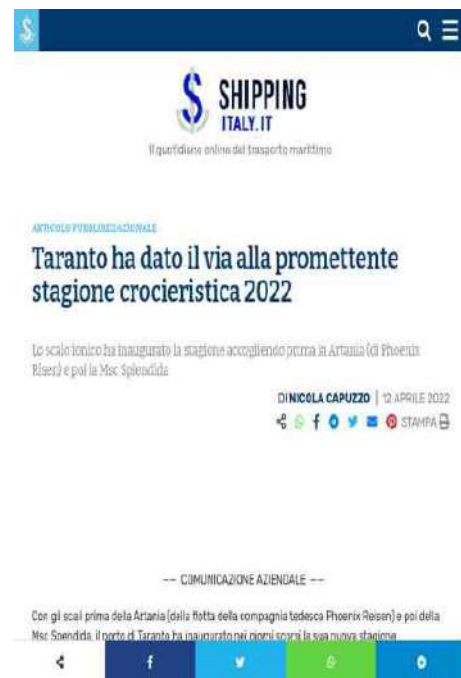 SHIPPING
ITALY.IT
Il quotidiano online del trasporto marittimo
ARTICOLO PUBBLIREDAZIONALE
Taranto ha dato il via alla promettente
stagione crocieristica 2022
Lo scalo ionico ha inaugurato la stagione accogliendo prima la Artania (di Phoenix
Risen) e poi la Msc Splendida
DI NICOLA CAPUZZO | 12 APRILE 2022
STAMPA
—— COMUNICAZIONE AZIENDALE ——
Con gli scali prima della Artania (della flotta della compagnia tedesca Phoenix Reisen) e poi della
Msc Spendida, il porto di Taranto ha inaugurato nei giorni scorsi la sua nuova stagione